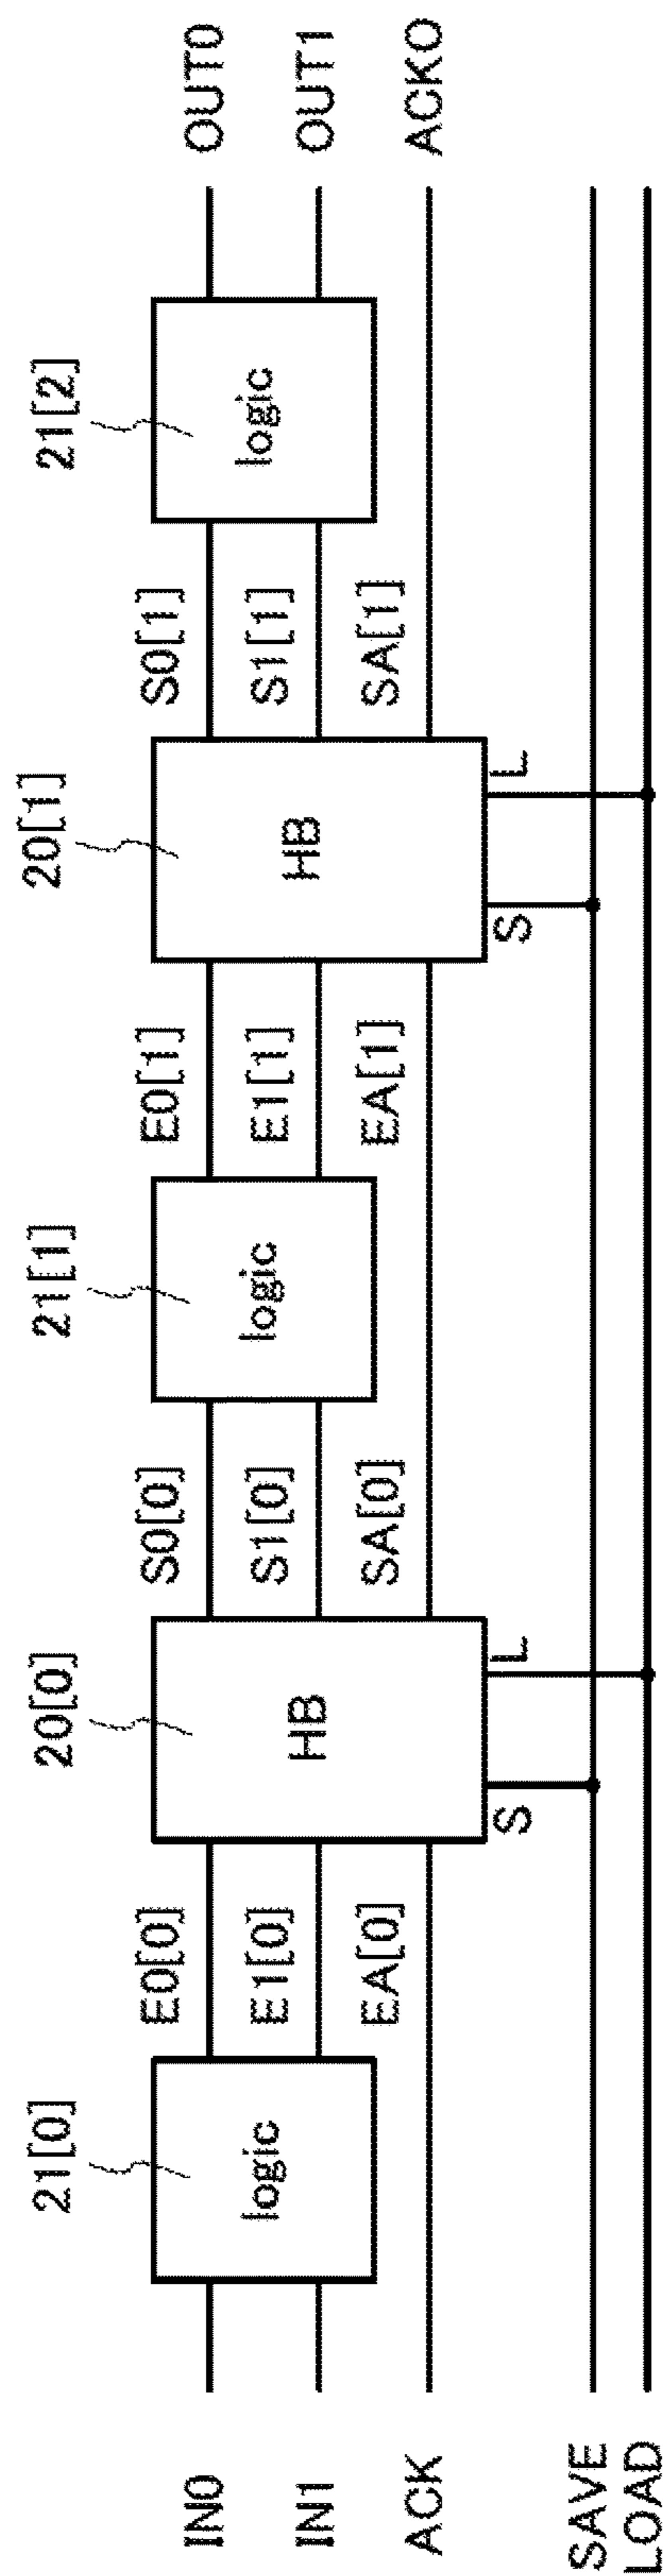 21[0]
20[0]
21[1]
20[1]
21[2]
IN0
E0[0]
S0[0]
E0[1]
S0[1]
OUT0
logic
HB
logic
HB
logic
IN1
E1[0]
S1[0]
E1[1]
S1[1]
OUT1
ACK
EA[0]
SA[0]
EA[1]
SA[1]
ACKO
S
L
S
L
SAVE
LOAD